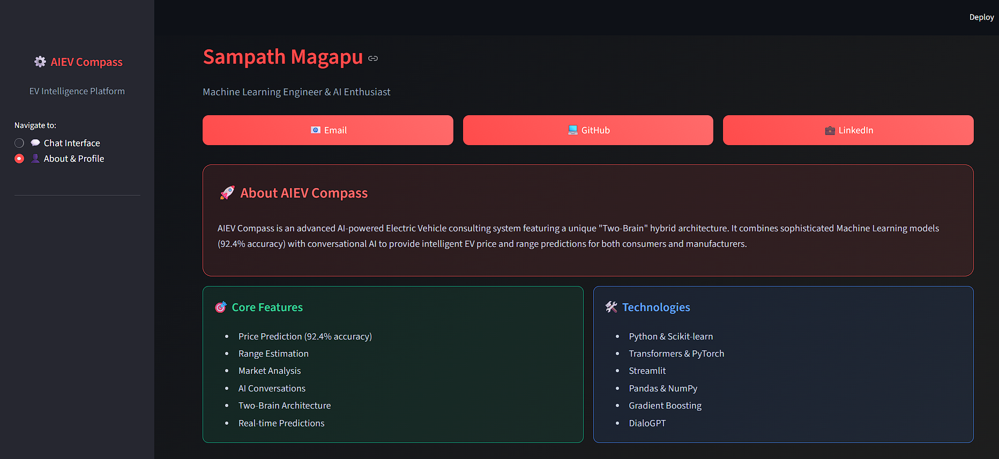 Deploy
AIEV Compass
EV Intelligence Platform
Navigate to:
Chat Interface
About & Profile
Sampath Magapu
Machine Learning Engineer & AI Enthusiast
Email
GitHub
LinkedIn
About AIEV Compass
AIEV Compass is an advanced AI-powered Electric Vehicle consulting system featuring a unique "Two-Brain" hybrid architecture. It combines sophisticated Machine Learning models
(92.4% accuracy) with conversational AI to provide intelligent EV price and range predictions for both consumers and manufacturers.
Core Features
• Price Prediction (92.4% accuracy)
• Range Estimation
• Market Analysis
• AI Conversations
• Two-Brain Architecture
• Real-time Predictions
Technologies
• Python & Scikit-learn
• Transformers & PyTorch
• Streamlit
• Pandas & NumPy
• Gradient Boosting
• DialoGPT